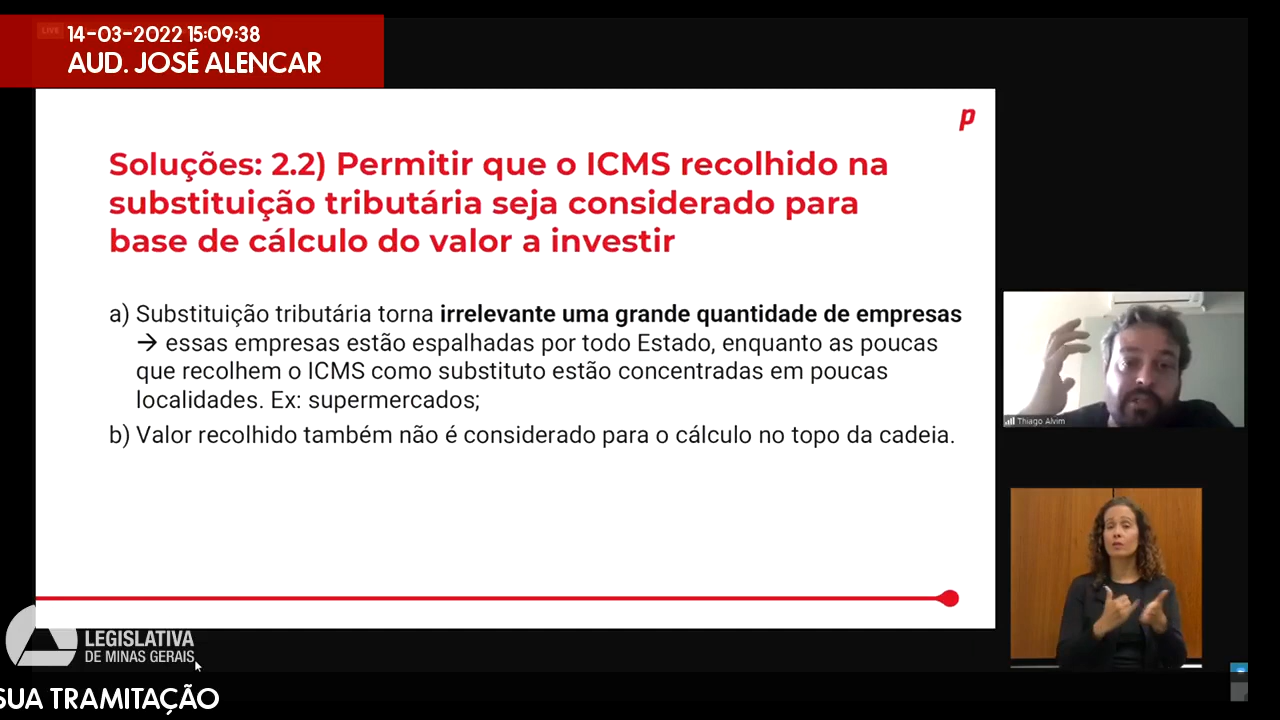 LIVE
14-03-2022 15:09:38
AUD. JOSÉ ALENCAR
p
Soluções: 2.2) Permitir que o ICMS recolhido na
substituição tributária seja considerado para
base de cálculo do valor a investir
a) Substituição tributária torna irrelevante uma grande quantidade de empresas
→ essas empresas estão espalhadas por todo Estado, enquanto as poucas
que recolhem o ICMS como substituto estão concentradas em poucas
localidades. Ex: supermercados;
b) Valor recolhido também não é considerado para o cálculo no topo da cadeia.
Thiago Alvim
LEGISLATIVA
DE MINAS GERAIS
SUA TRAMITAÇÃO